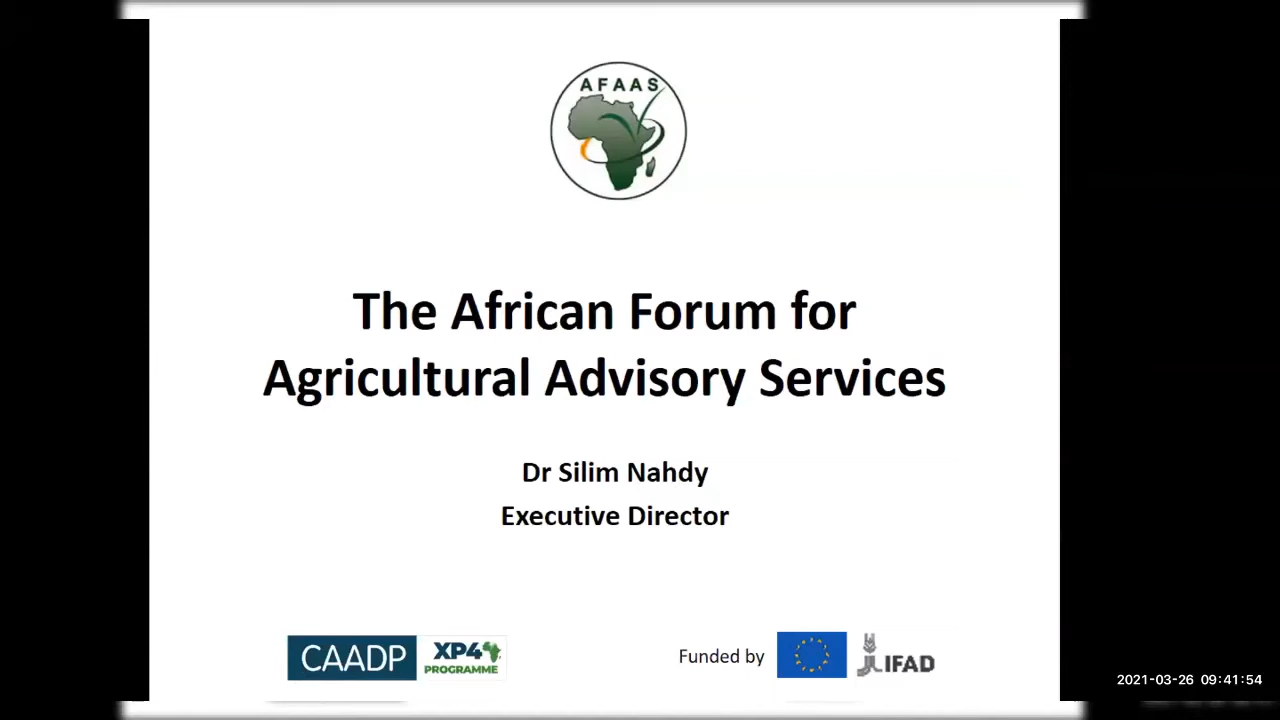 AFAAS
The African Forum for
Agricultural Advisory Services
Dr Silim Nahdy
Executive Director
CAADP
XP4
PROGRAMME
Funded by
IFAD
2021-03-26 09:41:54